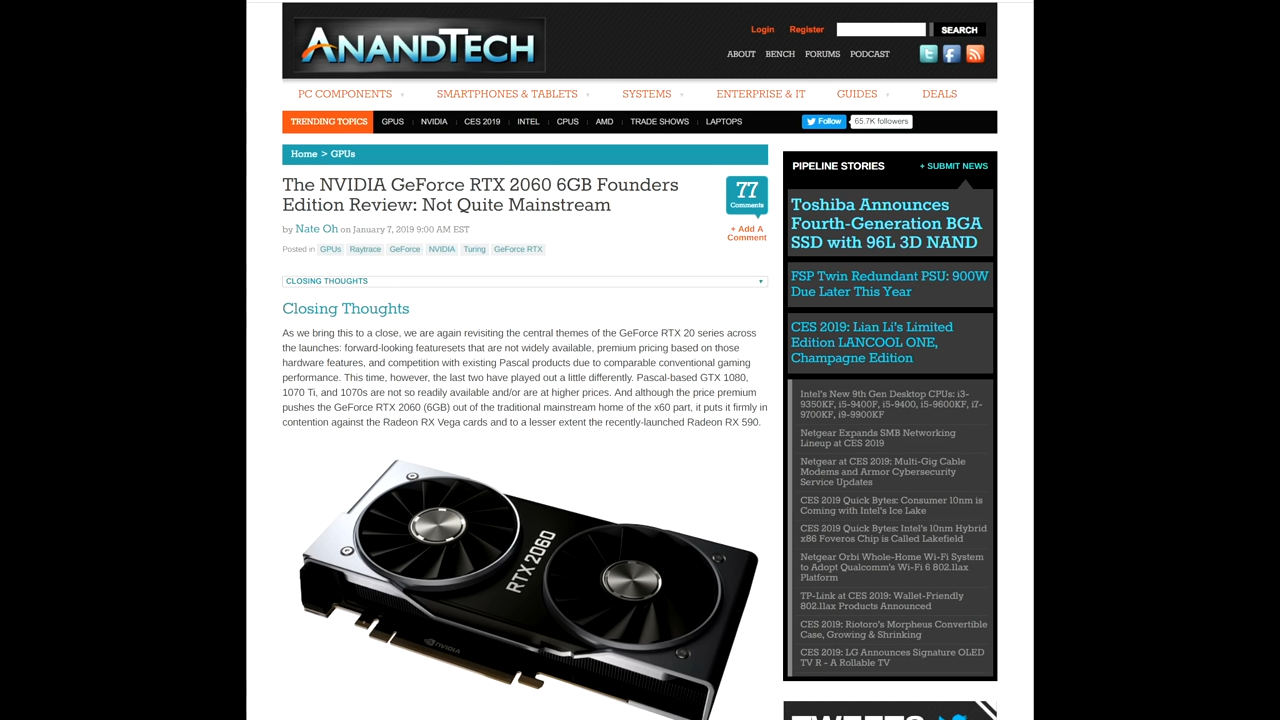 ANANDTECH
Login Register SEARCH
ABOUT BENCH FORUMS PODCAST
PC COMPONENTS SMARTPHONES & TABLETS SYSTEMS ENTERPRISE & IT GUIDES DEALS
TRENDING TOPICS GPUS NVIDIA CES 2019 INTEL CPUS AMD TRADE SHOWS LAPTOPS Follow 65.7K followers
Home > GPUs
The NVIDIA GeForce RTX 2060 6GB Founders
Edition Review: Not Quite Mainstream
by Nate Oh on January 7, 2019 9:00 AM EST
Posted in GPUs Raytrace GeForce NVIDIA Turing GeForce RTX
77
Comments
+ Add A
Comment
CLOSING THOUGHTS
Closing Thoughts
As we bring this to a close, we are again revisiting the central themes of the GeForce RTX 20 series across
the launches: forward-looking featuresets that are not widely available, premium pricing based on those
hardware features, and competition with existing Pascal products due to comparable conventional gaming
performance. This time, however, the last two have played out a little differently. Pascal-based GTX 1080,
1070 Ti, and 1070s are not so readily available and/or are at higher prices. And although the price premium
pushes the GeForce RTX 2060 (6GB) out of the traditional mainstream home of the x60 part, it puts it firmly in
contention against the Radeon RX Vega cards and to a lesser extent the recently-launched Radeon RX 590.
RTX 2060
NVIDIA
PIPELINE STORIES + SUBMIT NEWS
Toshiba Announces
Fourth-Generation BGA
SSD with 96L 3D NAND
FSP Twin Redundant PSU: 900W
Due Later This Year
CES 2019: Lian Li's Limited
Edition LANCOOL ONE,
Champagne Edition
Intel's New 9th Gen Desktop CPUs: i3-
9350KF, i5-9400F, i5-9400, i5-9600KF, i7-
9700KF, i9-9900KF
Netgear Expands SMB Networking
Lineup at CES 2019
Netgear at CES 2019: Multi-Gig Cable
Modems and Armor Cybersecurity
Service Updates
CES 2019 Quick Bytes: Consumer 10nm is
Coming with Intel's Ice Lake
CES 2019 Quick Bytes: Intel's 10nm Hybrid
x86 Foveros Chip is Called Lakefield
Netgear Orbi Whole-Home Wi-Fi System
to Adopt Qualcomm's Wi-Fi 6 802.11ax
Platform
TP-Link at CES 2019: Wallet-Friendly
802.11ax Products Announced
CES 2019: Riotoro's Morpheus Convertible
Case, Growing & Shrinking
CES 2019: LG Announces Signature OLED
TV R - A Rollable TV
TWEETS